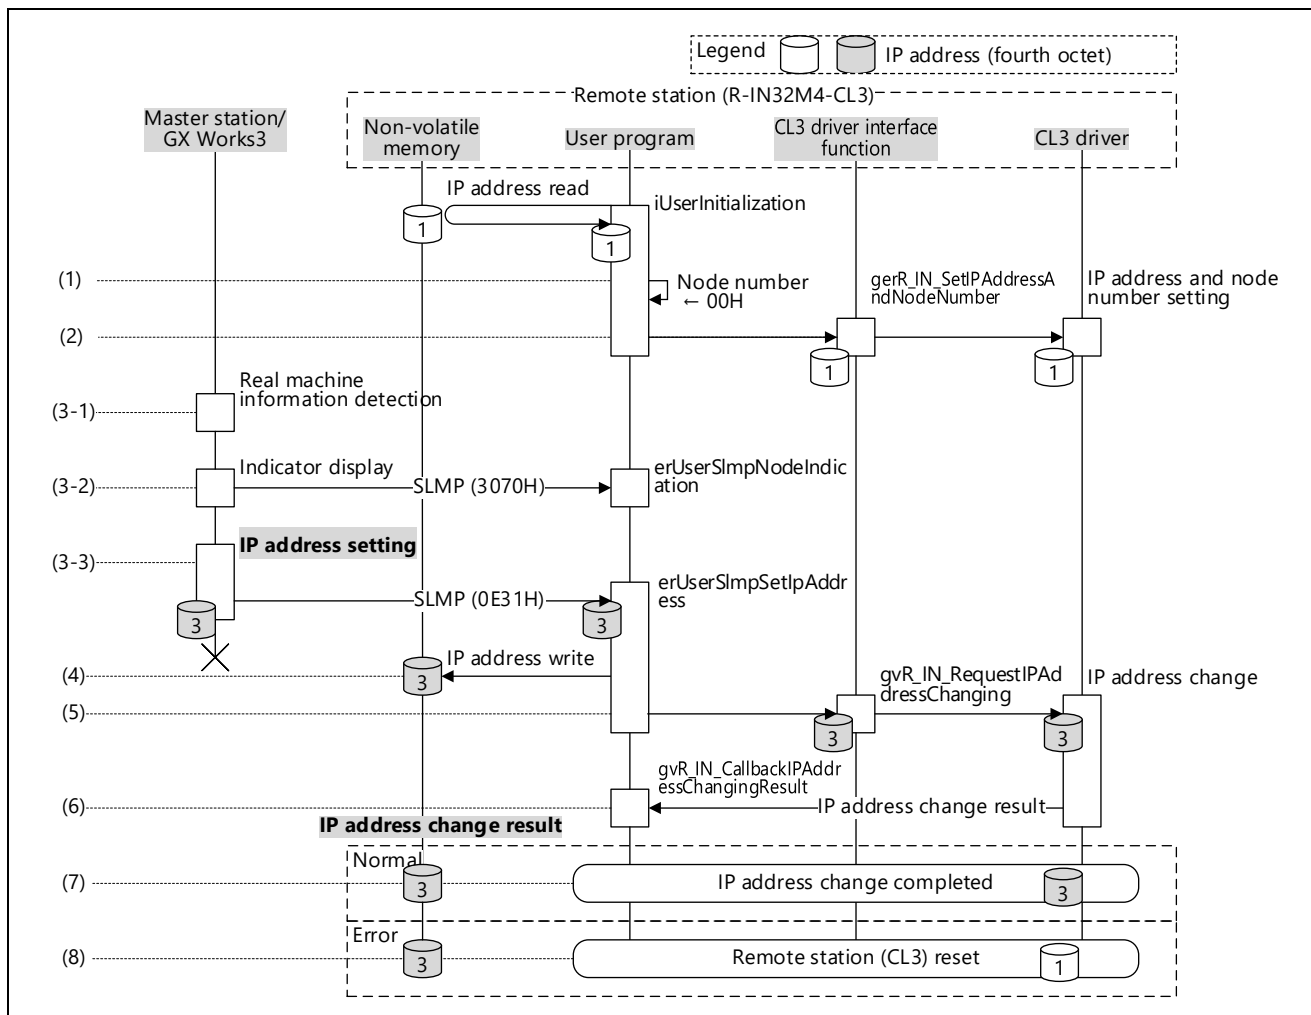 Legend
IP address (fourth octet)
Remote station (R-IN32M4-CL3)
Master station/
GX Works3
Non-volatile
memory
User program
CL3 driver interface
function
CL3 driver
IP address read
iUserInitialization
1
1
(1)
Node number
← 00H
gerR_IN_SetIPAddressA
ndNodeNumber
IP address and node
number setting
(2)
1
1
Real machine
information detection
(3-1)
Indicator display
(3-2)
SLMP (3070H)
erUserSlmpNodeIndic
ation
IP address setting
(3-3)
SLMP (0E31H)
erUserSlmpSetIpAddr
ess
3
3
IP address write
(4)
3
gvR_IN_RequestIPAd
dressChanging
IP address change
(5)
3
3
gvR_IN_CallbackIPAddr
essChangingResult
(6)
IP address change result
IP address change result
Normal
(7)
3
IP address change completed
3
Error
(8)
3
Remote station (CL3) reset
1